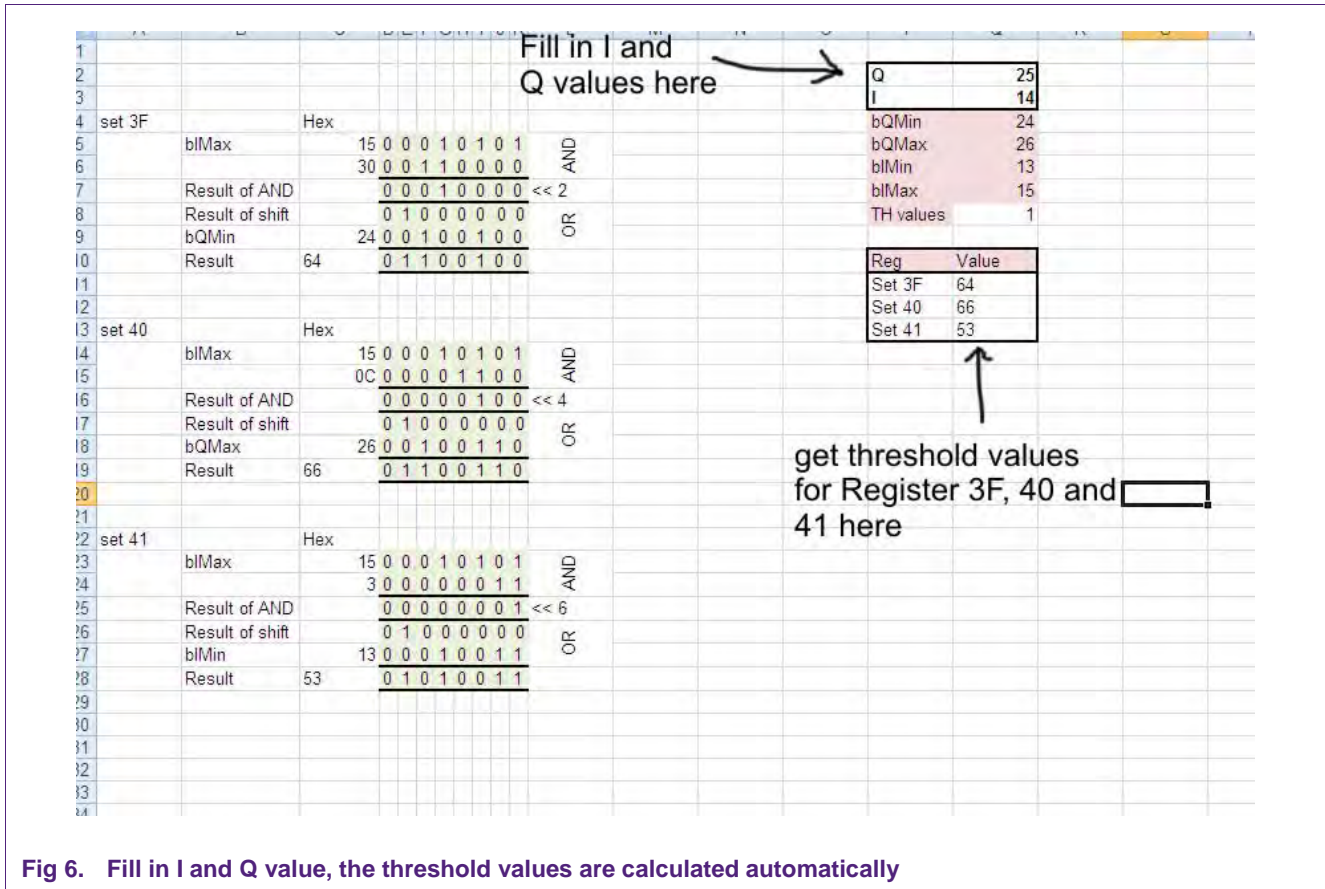 Fill in I and
Q values here
1
2 Q 25
3 I 14
4 set 3F Hex bQMin 24
5 bIMax 15 0 0 0 1 0 1 0 1 AND bQMax 26
6 30 0 0 1 1 0 0 0 0 bIMin 13
7 Result of AND 0 0 0 1 0 0 0 0 << 2 bIMax 15
8 Result of shift 0 1 0 0 0 0 0 0 OR TH values 1
9 bQMin 24 0 0 1 0 0 1 0 0
10 Result 64 0 1 1 0 0 1 0 0 Reg Value
11 Set 3F 64
12 Set 40 66
13 set 40 Hex Set 41 53
14 bIMax 15 0 0 0 1 0 1 0 1 AND
15 0C 0 0 0 0 1 1 0 0
16 Result of AND 0 0 0 0 0 1 0 0 << 4
17 Result of shift 0 1 0 0 0 0 0 0 OR
18 bQMax 26 0 0 1 0 0 1 1 0
19 Result 66 0 1 1 0 0 1 1 0
get threshold values
for Register 3F, 40 and
41 here
20
21
22 set 41 Hex
23 bIMax 15 0 0 0 1 0 1 0 1 AND
24 3 0 0 0 0 0 0 1 1
25 Result of AND 0 0 0 0 0 0 0 1 << 6
26 Result of shift 0 1 0 0 0 0 0 0 OR
27 bIMin 13 0 0 0 1 0 0 1 1
28 Result 53 0 1 0 1 0 0 1 1
29
30
31
32
33
34
Fig 6. Fill in I and Q value, the threshold values are calculated automatically